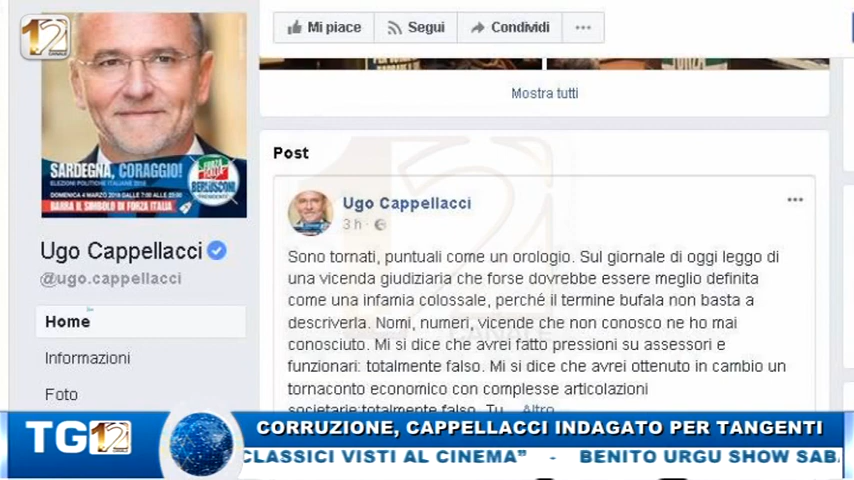 12
Mi piace
Segui
Condividi
Mostra tutti
SARDEGNA, CORAGGIO!
ELEZIONI POLITICHE ITALIANE 2018
DOMENICA 4 MARZO 2018 DALLE 7:00 ALLE 23:00
BARRA IL SIMBOLO DI FORZA ITALIA
FORZA
ITALIA
BERLUSCONI
PRESIDENTE
Ugo Cappellacci
@ugo.cappellacci
Home
Informazioni
Foto
Post
Ugo Cappellacci
3 h
Sono tornati, puntuali come un orologio. Sul giornale di oggi leggo di
una vicenda giudiziaria che forse dovrebbe essere meglio definita
come una infamia colossale, perché il termine bufala non basta a
descriverla. Nomi, numeri, vicende che non conosco ne ho mai
conosciuto. Mi si dice che avrei fatto pressioni su assessori e
funzionari: totalmente falso. Mi si dice che avrei ottenuto in cambio un
tornaconto economico con complesse articolazioni
societarie:totalmente falso. Tu... Altro...
TG12
CORRUZIONE, CAPPELLACCI INDAGATO PER TANGENTI
CLASSICI VISTI AL CINEMA" - BENITO URGU SHOW SAB